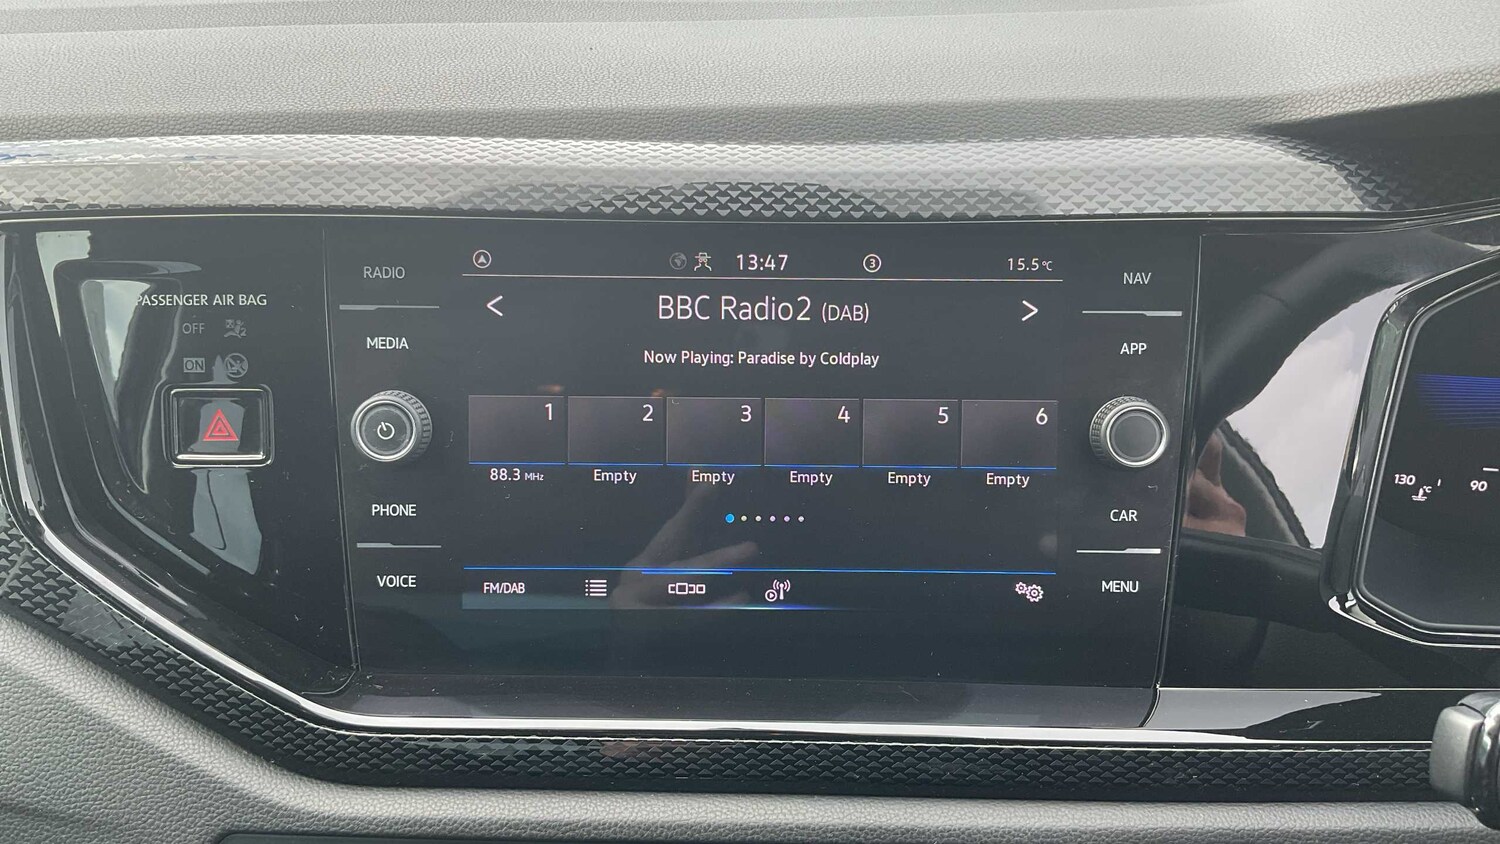 PASSENGER AIR BAG
OFF
ON
RADIO
MEDIA
PHONE
VOICE
13:47
3
15.5°C
< BBC Radio2 (DAB) >
Now Playing: Paradise by Coldplay
1 2 3 4 5 6
88.3 MHz Empty Empty Empty Empty Empty
FM/DAB
NAV
APP
CAR
MENU
130 °C
90